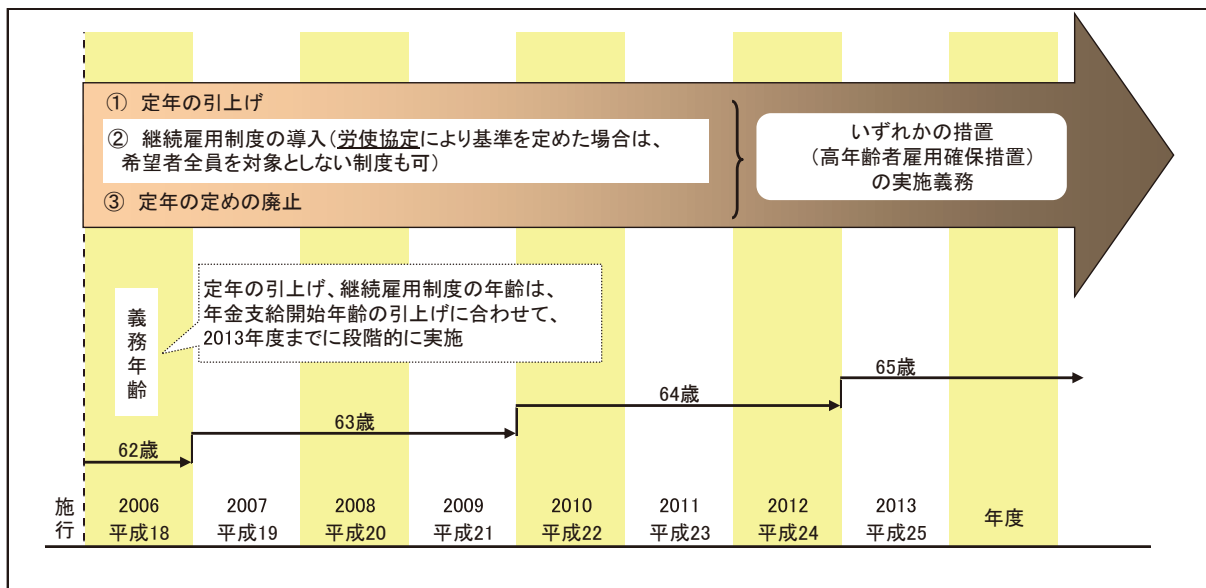 ① 定年の引上げ
② 継続雇用制度の導入(労使協定により基準を定めた場合は、
希望者全員を対象としない制度も可)
③ 定年の定めの廃止
いずれかの措置
(高年齢者雇用確保措置)
の実施義務
定年の引上げ、継続雇用制度の年齢は、
年金支給開始年齢の引上げに合わせて、
2013年度までに段階的に実施
義務年齢
65歳
64歳
63歳
62歳
施行
2006 2007 2008 2009 2010 2011 2012 2013 年度
平成18 平成19 平成20 平成21 平成22 平成23 平成24 平成25